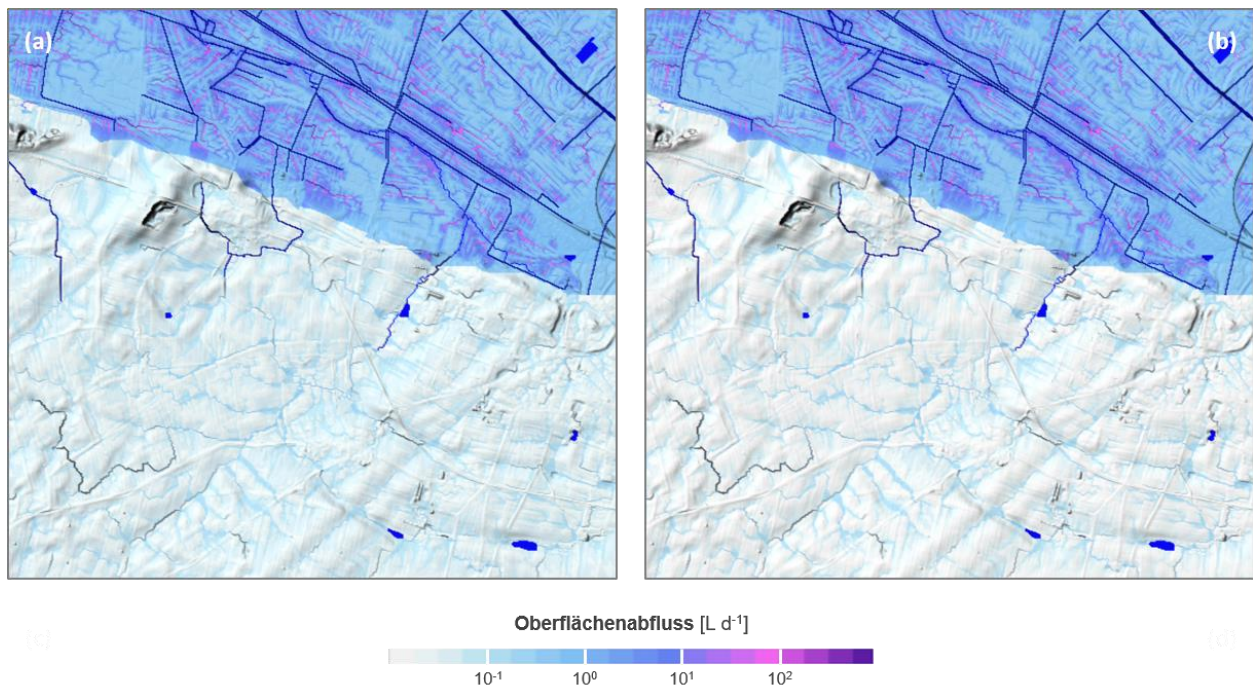 (a)
(b)
Oberflächenabfluss [L d⁻¹]
(c)
(d)
10⁻¹ 10⁰ 10¹ 10²